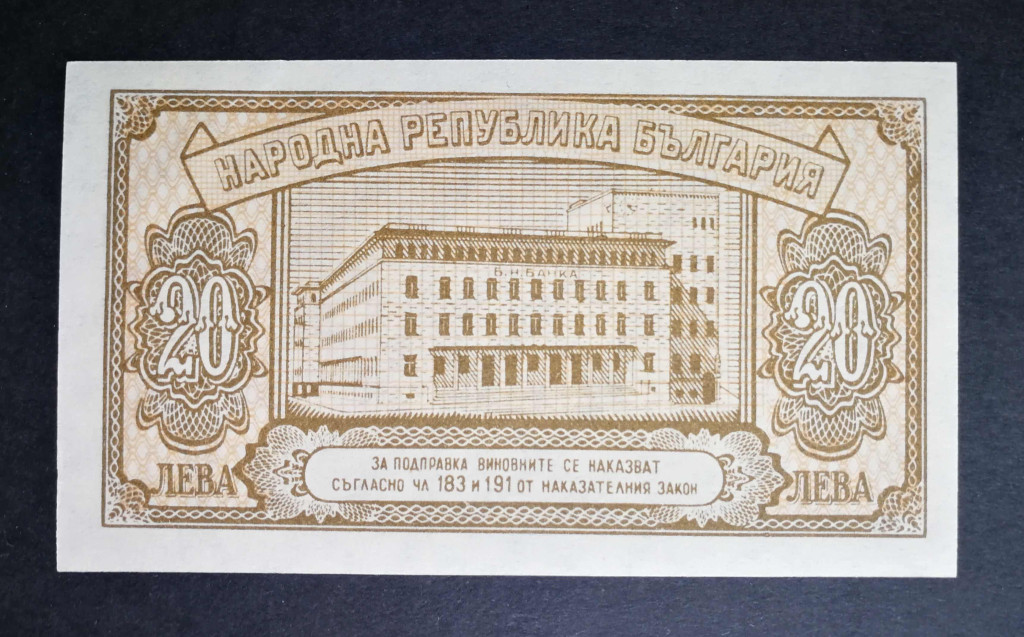 НАРОДНА РЕПУБЛИКА БЪЛГАРИЯ
Б.Н.БАНКА
20
20
ЛЕВА
ЛЕВА
ЗА ПОДПРАВКА ВИНОВНИТЕ СЕ НАКАЗВАТ
СЪГЛАСНО ЧЛ 183 И 191 ОТ НАКАЗАТЕЛНИЯ ЗАКОН